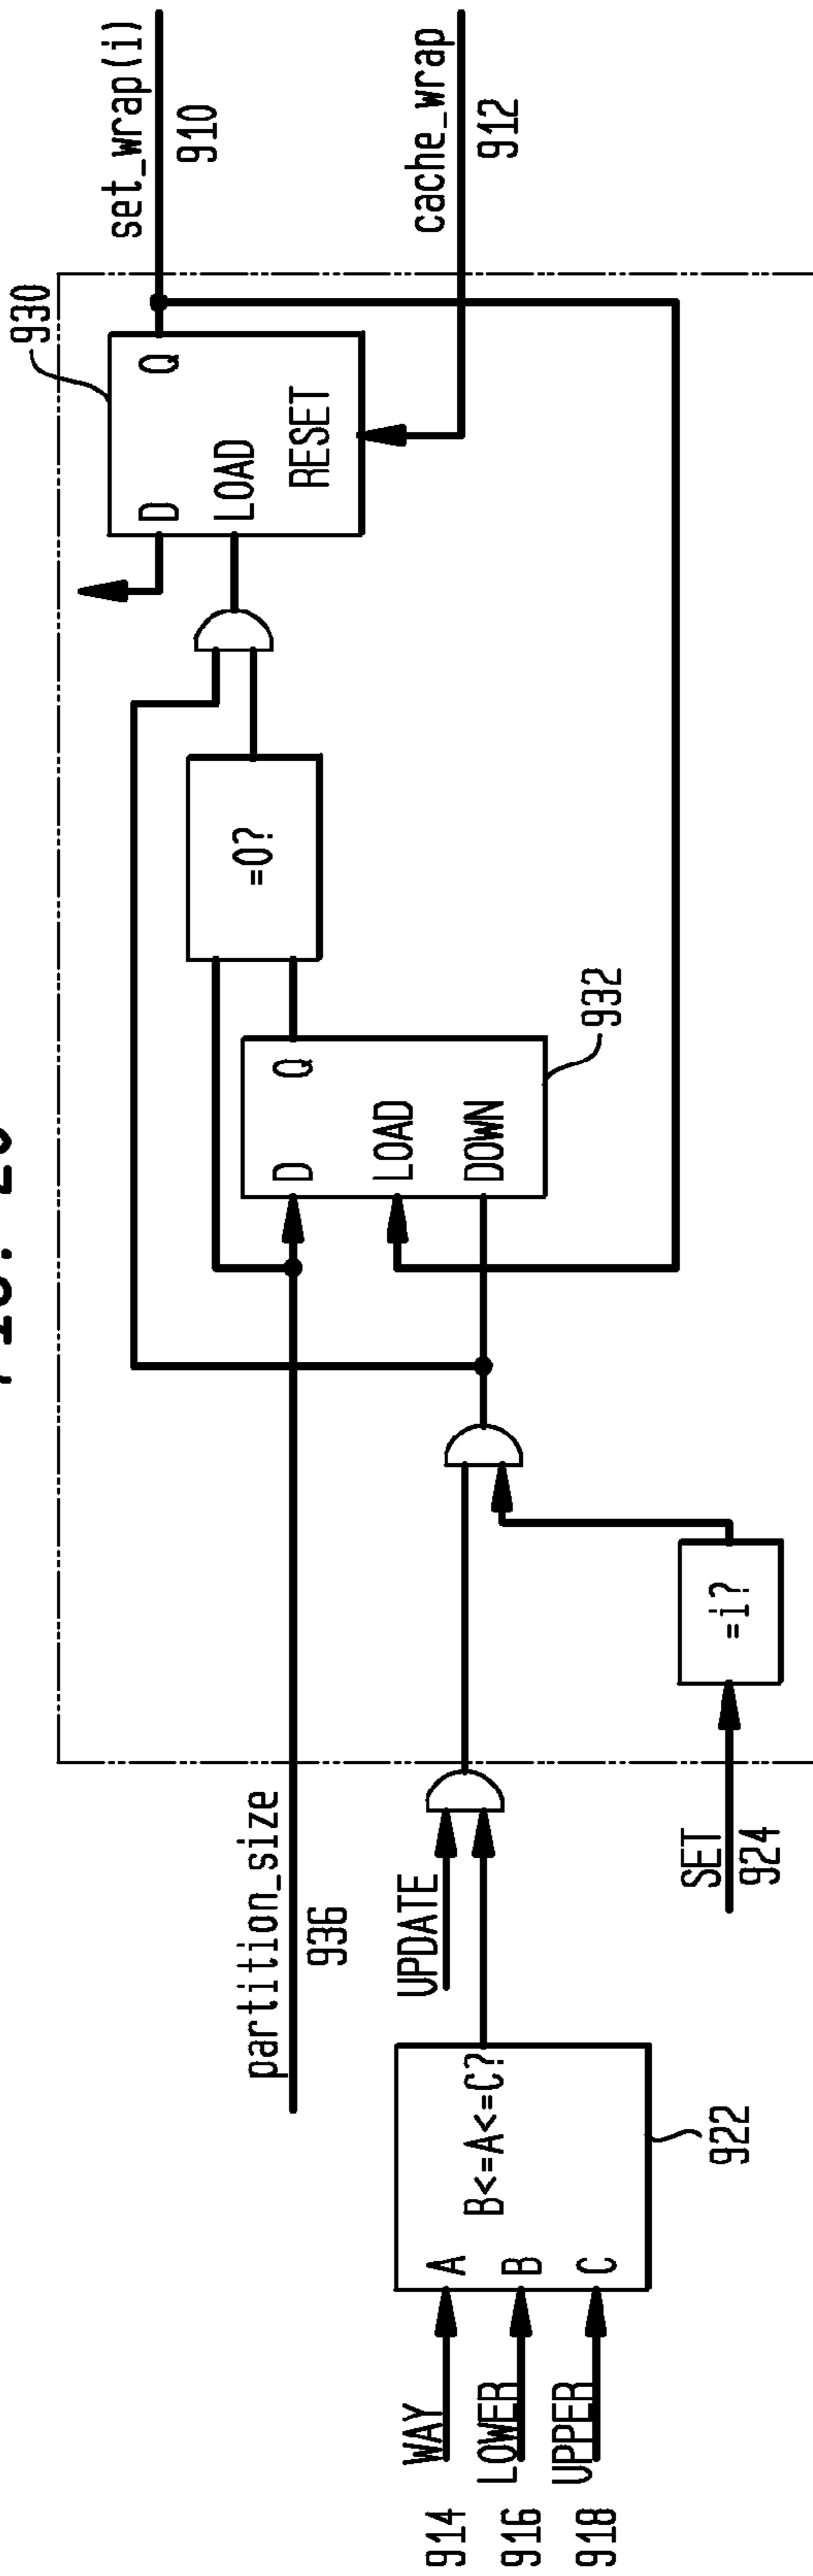 set_wrap(i)
910
cache_wrap
912
930
D
Q
LOAD
RESET
=0?
932
D
Q
LOAD
DOWN
=i?
partition_size
936
UPDATE
SET
924
B<=A<=C?
A
B
C
922
WAY
914
LOWER
916
UPPER
918